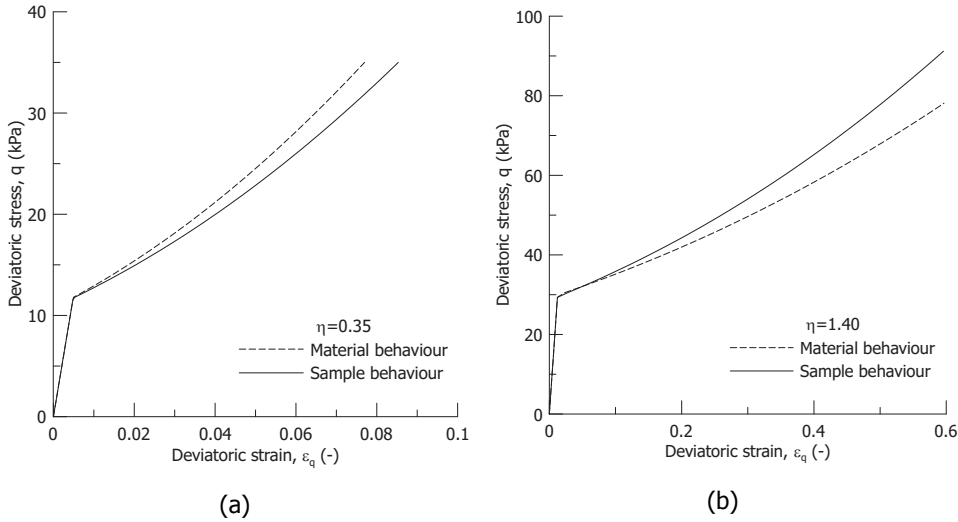 40
30
20
10
0
Deviatoric stress, q (kPa)
η=0.35
Material behaviour
Sample behaviour
0
0.02
0.04
0.06
0.08
0.1
Deviatoric strain, εq (-)
(a)
100
80
60
40
20
0
Deviatoric stress, q (kPa)
η=1.40
Material behaviour
Sample behaviour
0
0.2
0.4
0.6
Deviatoric strain, εq (-)
(b)